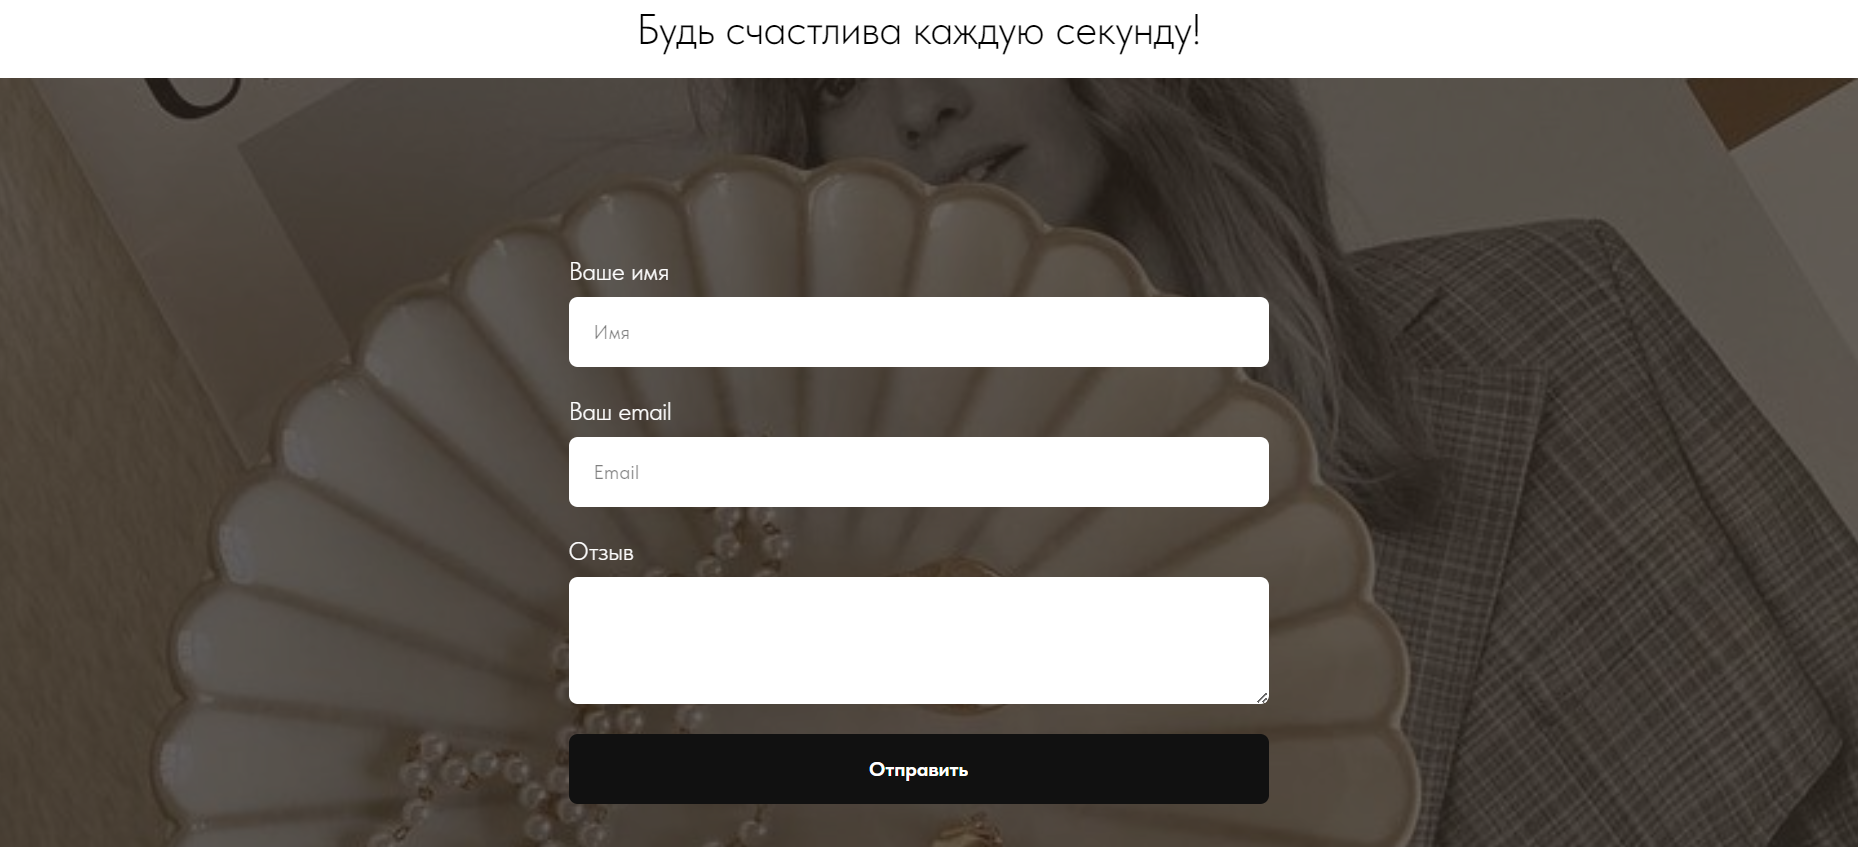 Будь счастлива каждую секунду!
Ваше имя
Имя
Ваш email
Email
Отзыв
Отправить